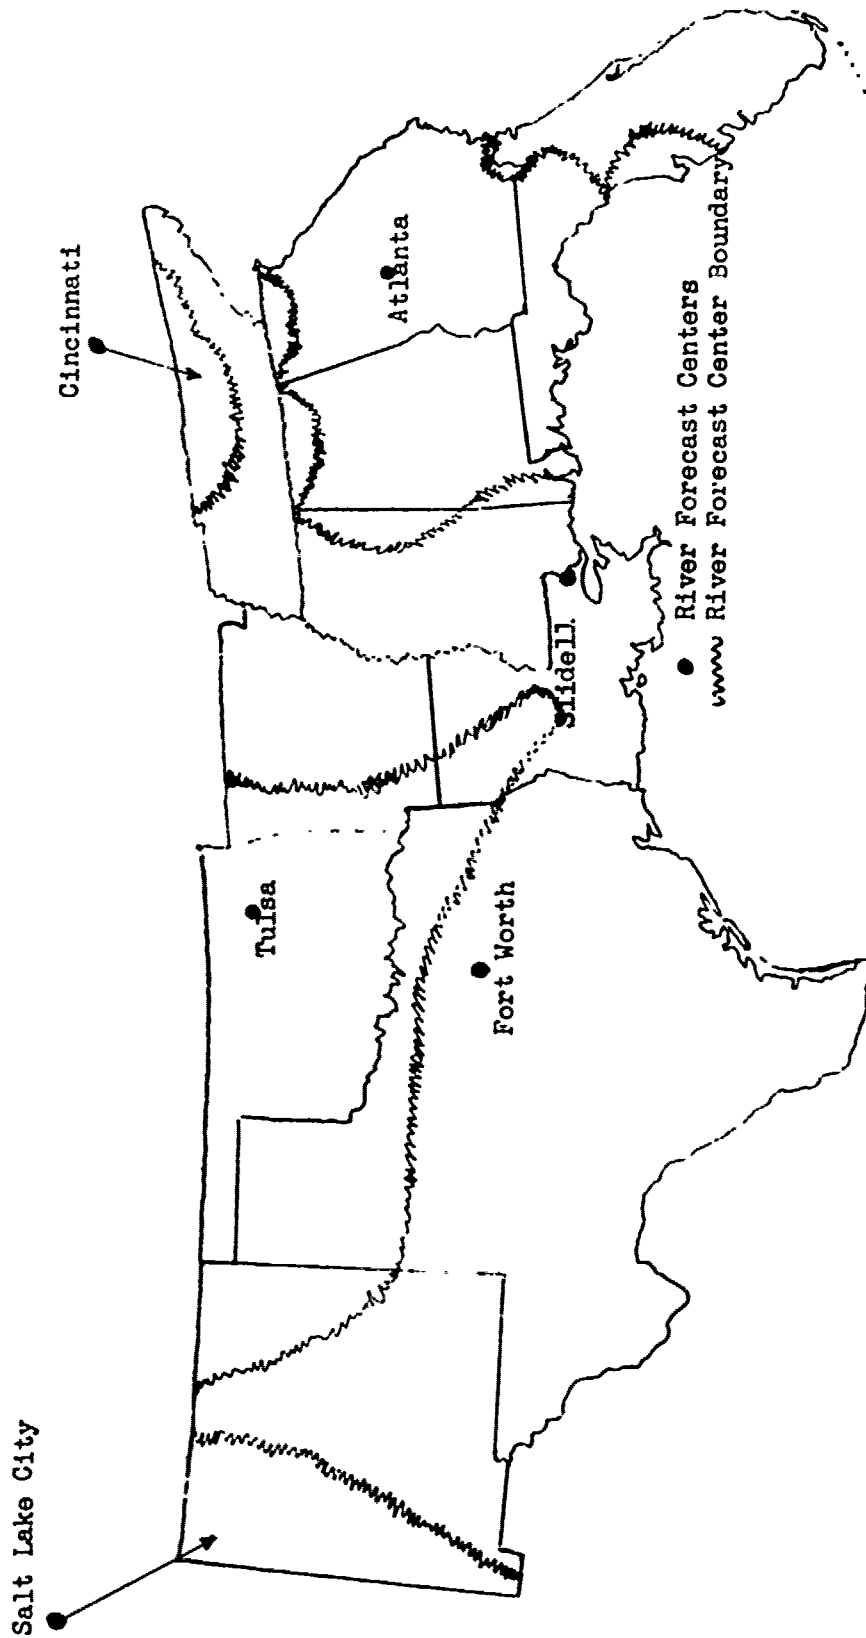 Salt Lake City
Cincinnati
Tulsa
Fort Worth
Slidell
Atlanta
River Forecast Centers
River Forecast Center Boundary